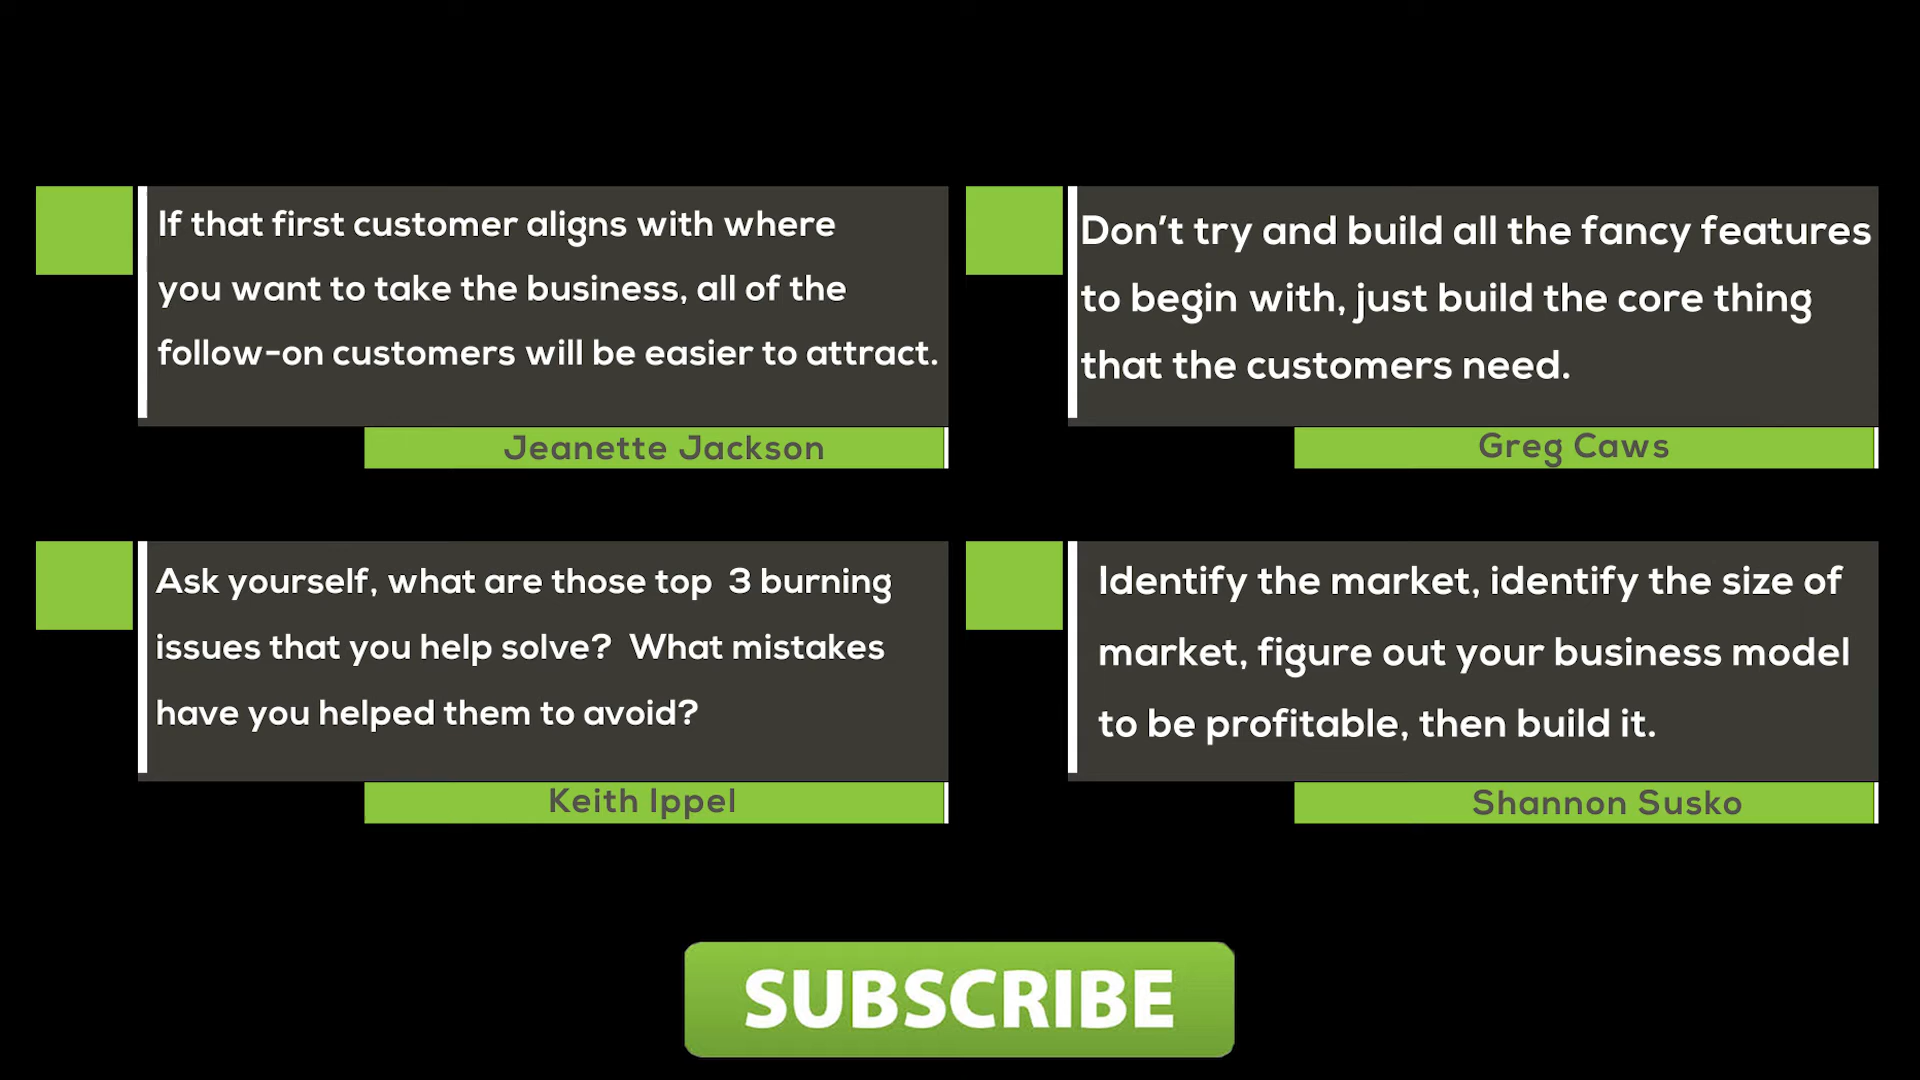 If that first customer aligns with where
you want to take the business, all of the
follow-on customers will be easier to attract.
Jeanette Jackson
Don’t try and build all the fancy features
to begin with, just build the core thing
that the customers need.
Greg Caws
Ask yourself, what are those top  3 burning
issues that you help solve?  What mistakes
have you helped them to avoid?
Keith Ippel
Identify the market, identify the size of
market, figure out your business model
to be profitable, then build it.
Shannon Susko
SUBSCRIBE